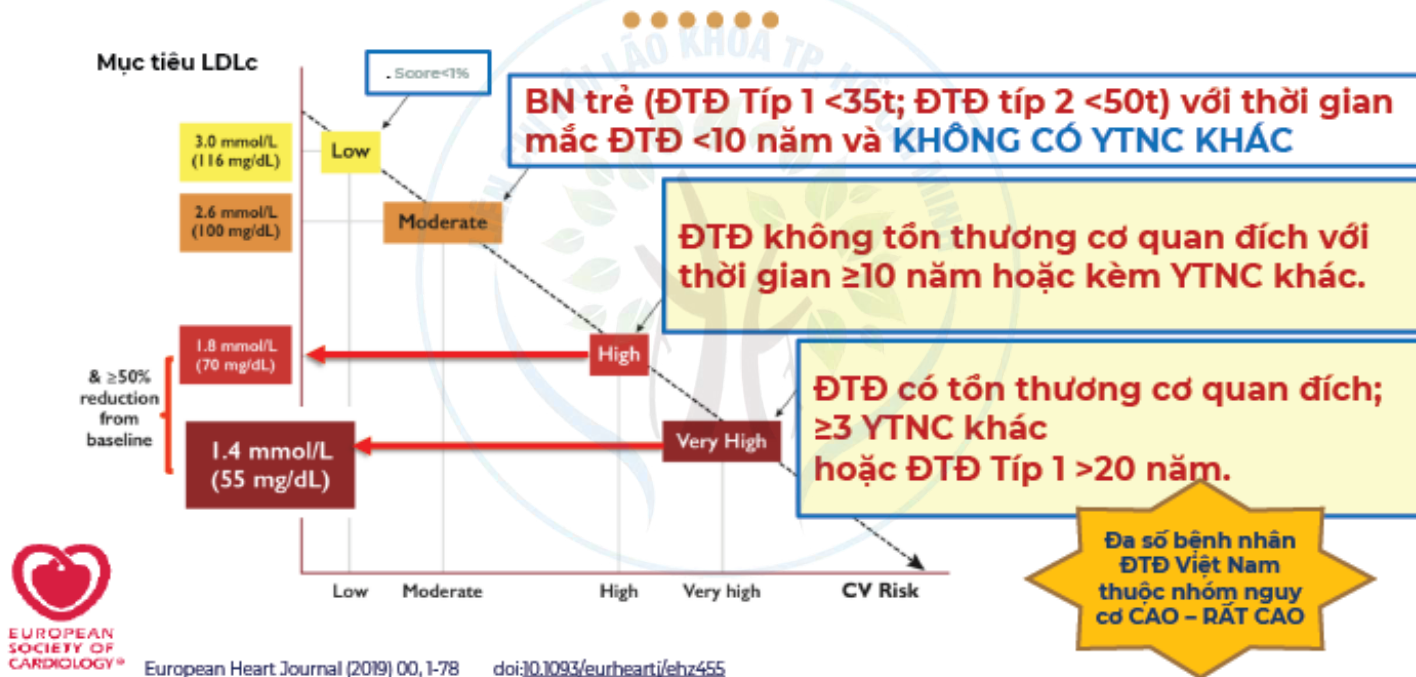 Mục tiêu LDLc
. Score<1%
BN trẻ (ĐTĐ Típ 1 <35t; ĐTĐ típ 2 <50t) với thời gian
mắc ĐTĐ <10 năm và KHÔNG CÓ YTNC KHÁC
3.0 mmol/L
(116 mg/dL)
Low
2.6 mmol/L
(100 mg/dL)
Moderate
ĐTĐ không tổn thương cơ quan đích với
thời gian ≥10 năm hoặc kèm YTNC khác.
1.8 mmol/L
(70 mg/dL)
High
& ≥50%
reduction
from
baseline
ĐTĐ có tổn thương cơ quan đích;
≥3 YTNC khác
hoặc ĐTĐ Típ 1 >20 năm.
1.4 mmol/L
(55 mg/dL)
Very High
Đa số bệnh nhân
ĐTĐ Việt Nam
thuộc nhóm nguy
cơ CAO – RẤT CAO
Low
Moderate
High
Very high
CV Risk
EUROPEAN
SOCIETY OF
CARDIOLOGY®
European Heart Journal (2019) 00, 1-78 doi:10.1093/eurheartj/ehz455
LÃO KHOA TP.